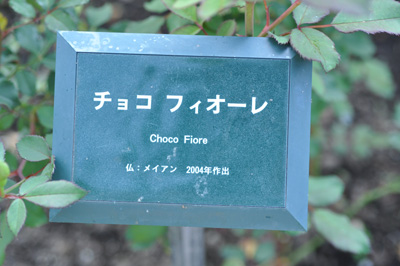 チョコ フィオーレ
Choco Fiore
仏：メイアン 2004年作出